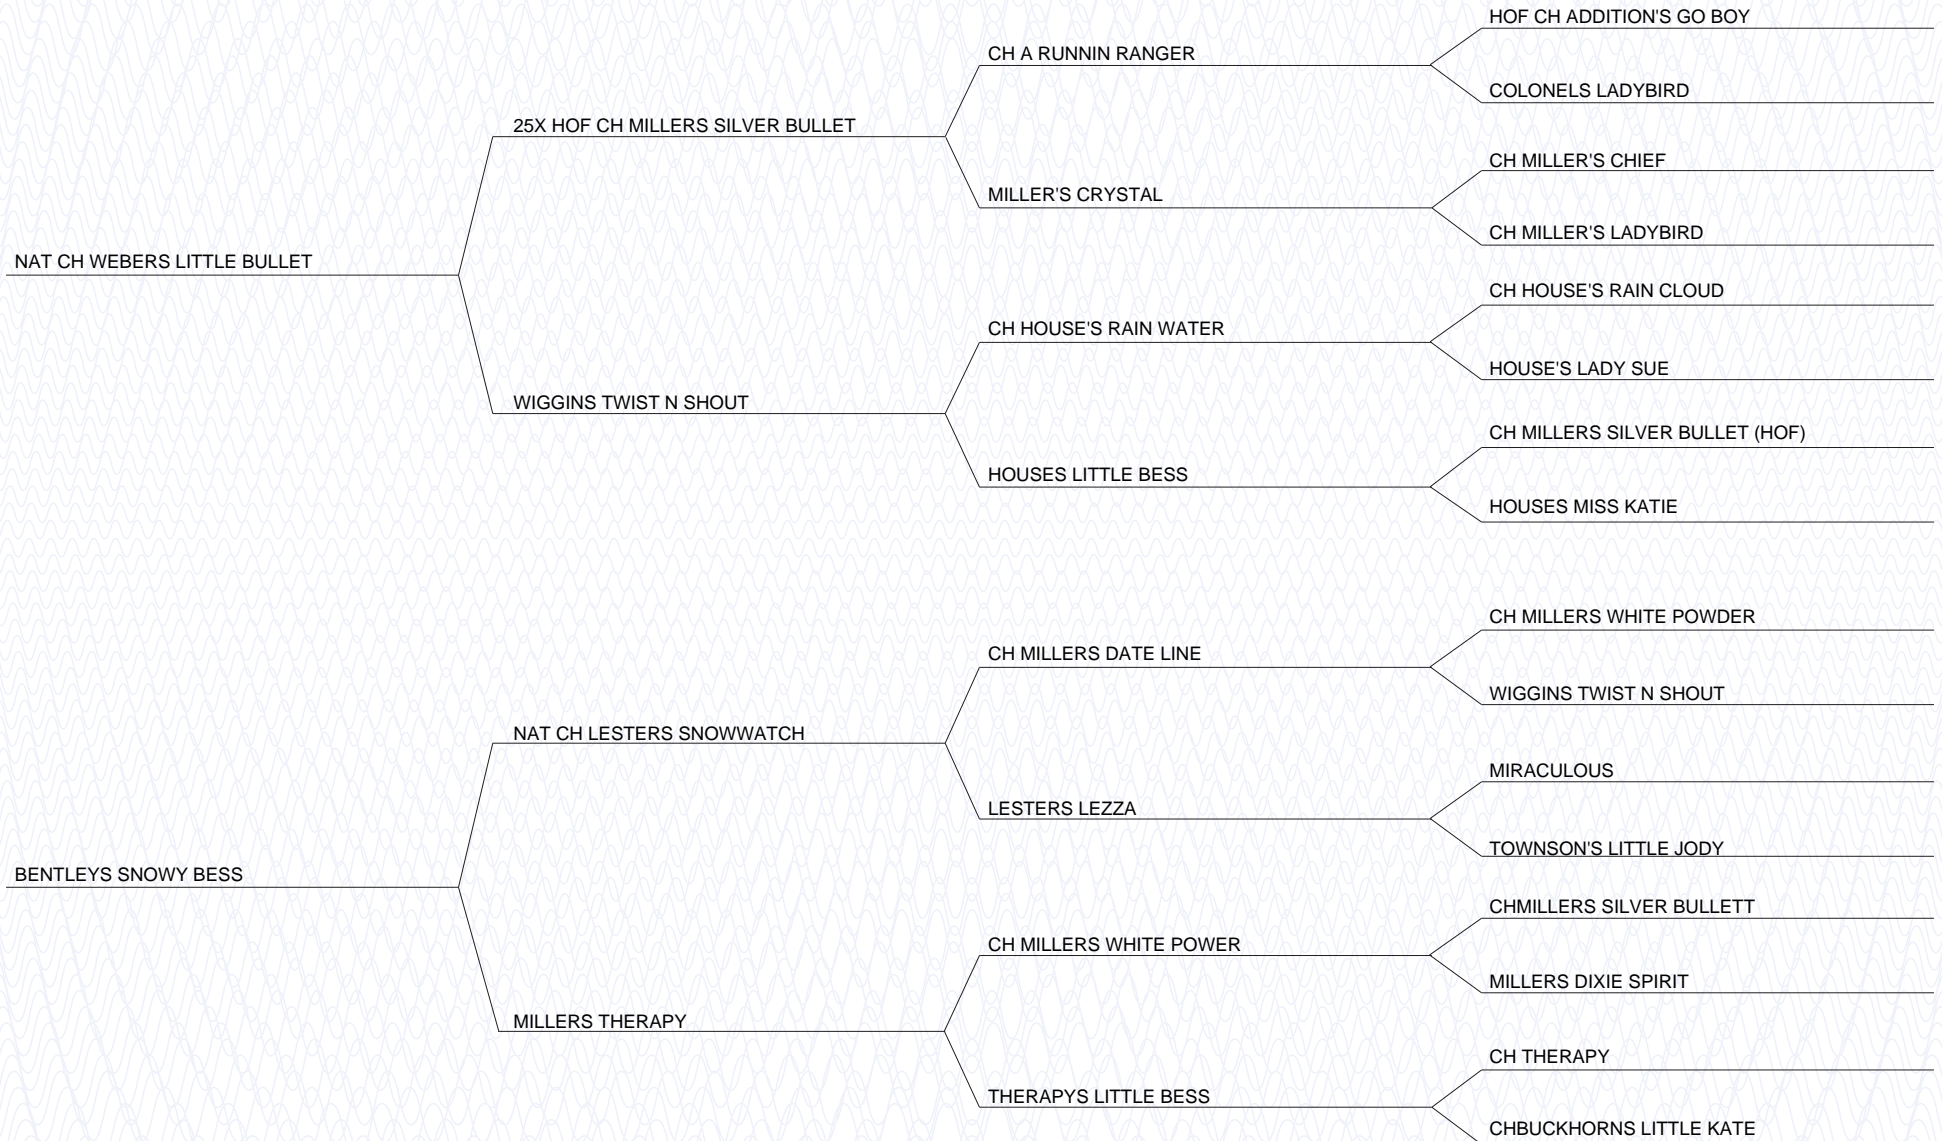 HOF CH ADDITION'S GO BOY
CH A RUNNIN RANGER
COLONELS LADYBIRD
25X HOF CH MILLERS SILVER BULLET
CH MILLER'S CHIEF
MILLER'S CRYSTAL
CH MILLER'S LADYBIRD
NAT CH WEBERS LITTLE BULLET
CH HOUSE'S RAIN CLOUD
CH HOUSE'S RAIN WATER
HOUSE'S LADY SUE
WIGGINS TWIST N SHOUT
CH MILLERS SILVER BULLET (HOF)
HOUSES LITTLE BESS
HOUSES MISS KATIE
CH MILLERS WHITE POWDER
CH MILLERS DATE LINE
WIGGINS TWIST N SHOUT
NAT CH LESTERS SNOWWATCH
MIRACULOUS
LESTERS LEZZA
TOWNSON'S LITTLE JODY
BENTLEYS SNOWY BESS
CHMILLERS SILVER BULLETT
CH MILLERS WHITE POWER
MILLERS DIXIE SPIRIT
MILLERS THERAPY
CH THERAPY
THERAPYS LITTLE BESS
CHBUCKHORNS LITTLE KATE